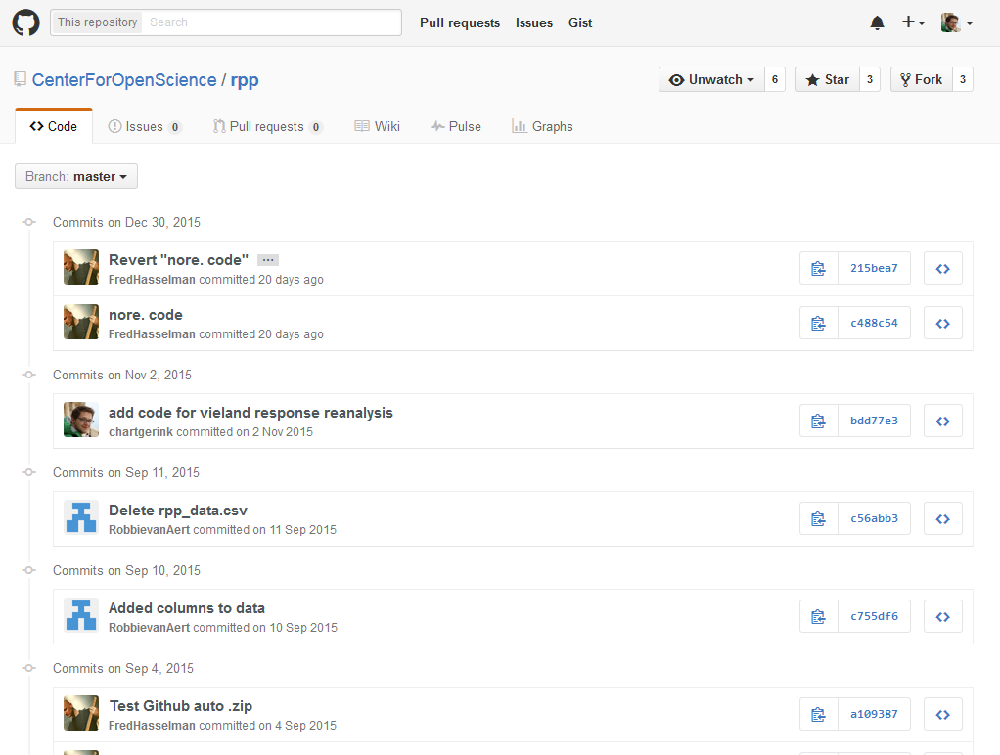 This repository Search Pull requests Issues Gist
CenterForOpenScience / rpp Unwatch 6 Star 3 Fork 3
Code Issues 0 Pull requests 0 Wiki Pulse Graphs
Branch: master
Commits on Dec 30, 2015
Revert "nore. code" …
FredHasselman committed 20 days ago
215bea7
nore. code
FredHasselman committed 20 days ago
c488c54
Commits on Nov 2, 2015
add code for vieland response reanalysis
chartgerink committed on 2 Nov 2015
bdd77e3
Commits on Sep 11, 2015
Delete rpp_data.csv
RobbievanAert committed on 11 Sep 2015
c56abb3
Commits on Sep 10, 2015
Added columns to data
RobbievanAert committed on 10 Sep 2015
c755df6
Commits on Sep 4, 2015
Test Github auto .zip
FredHasselman committed on 4 Sep 2015
a109387